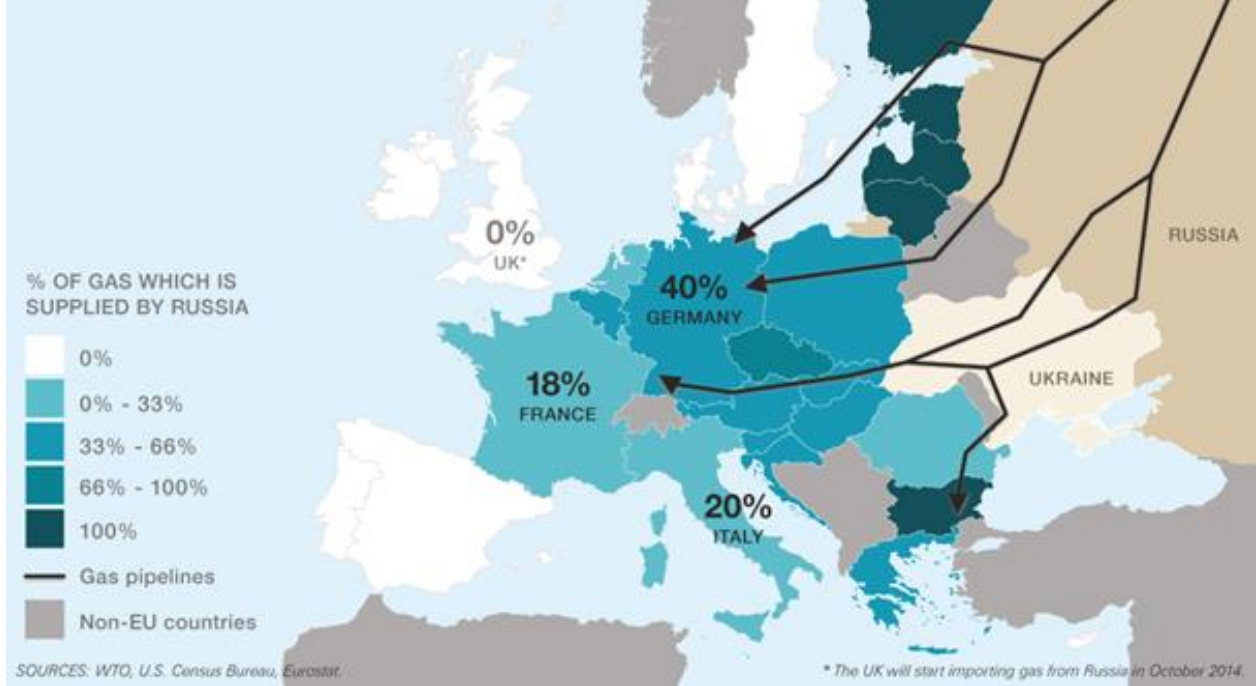 0%
UK*
RUSSIA
% OF GAS WHICH IS
SUPPLIED BY RUSSIA
40%
GERMANY
0%
18%
FRANCE
UKRAINE
0% - 33%
33% - 66%
66% - 100%
20%
ITALY
100%
Gas pipelines
Non-EU countries
SOURCES: WTO, U.S. Census Bureau, Eurostat.
* The UK will start importing gas from Russia in October 2014.